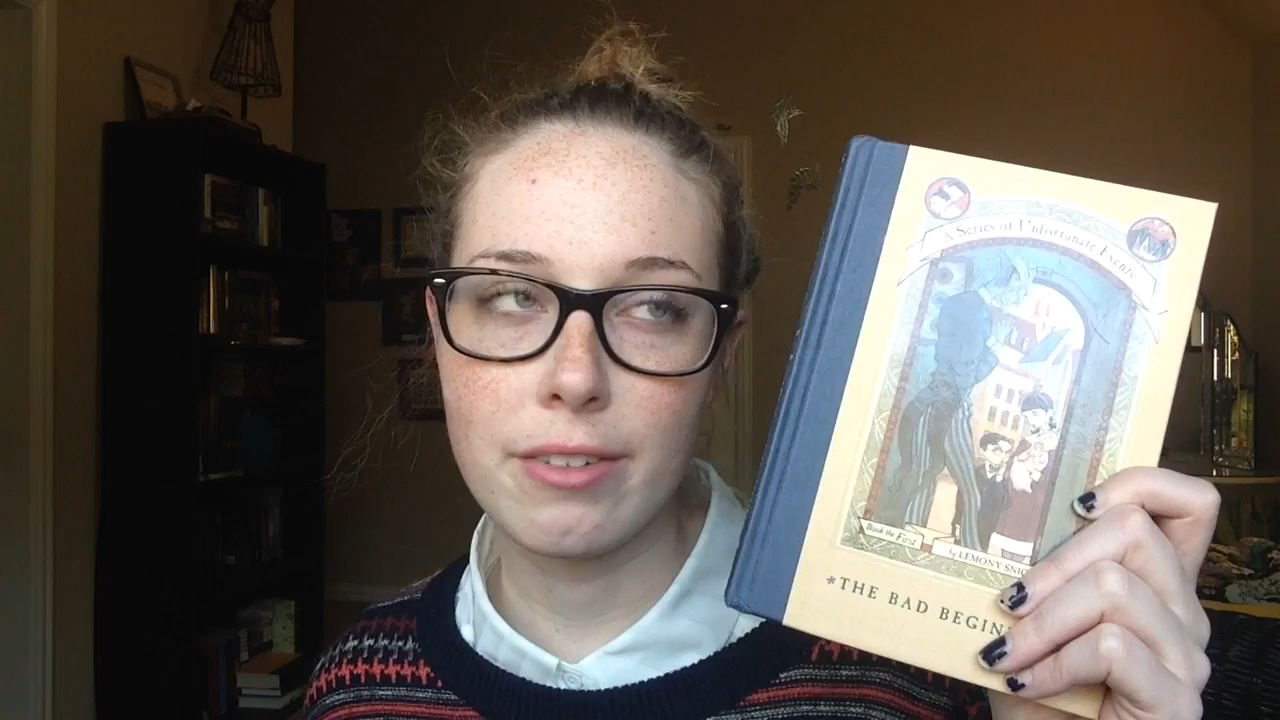 A Series of Unfortunate Events
Book the First
by LEMONY SNIC
*THE BAD BEGIN